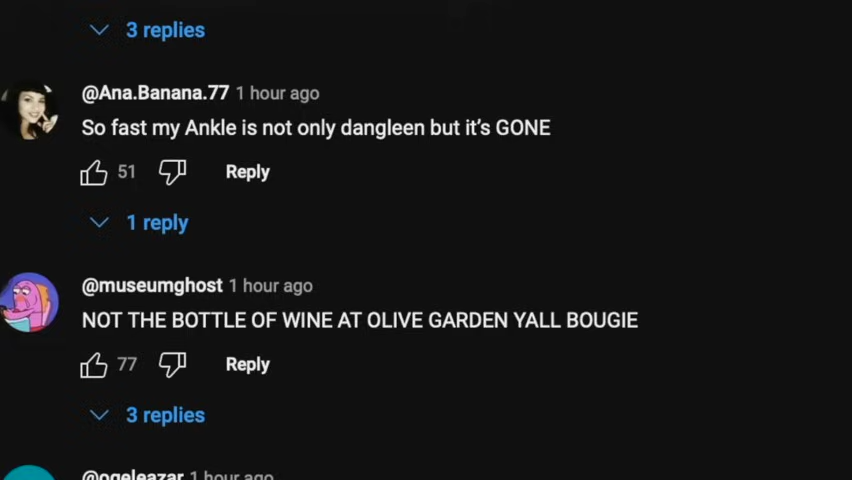 3 replies
@Ana.Banana.77 1 hour ago
So fast my Ankle is not only dangleen but it's GONE
51 Reply
1 reply
@museumghost 1 hour ago
NOT THE BOTTLE OF WINE AT OLIVE GARDEN YALL BOUGIE
77 Reply
3 replies
@ogeleazar 1 hour ago